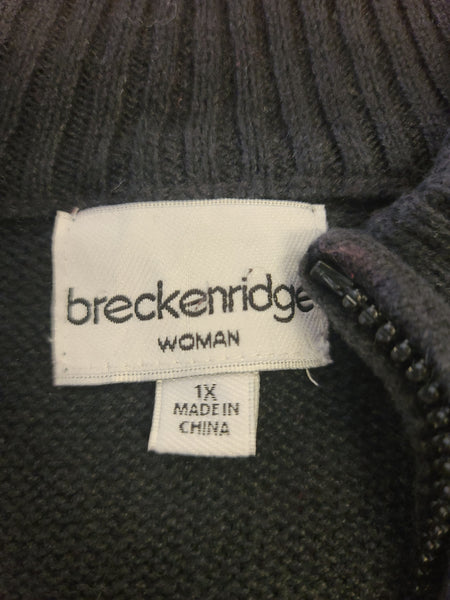 breckenridge
WOMAN
1X
MADE IN
CHINA